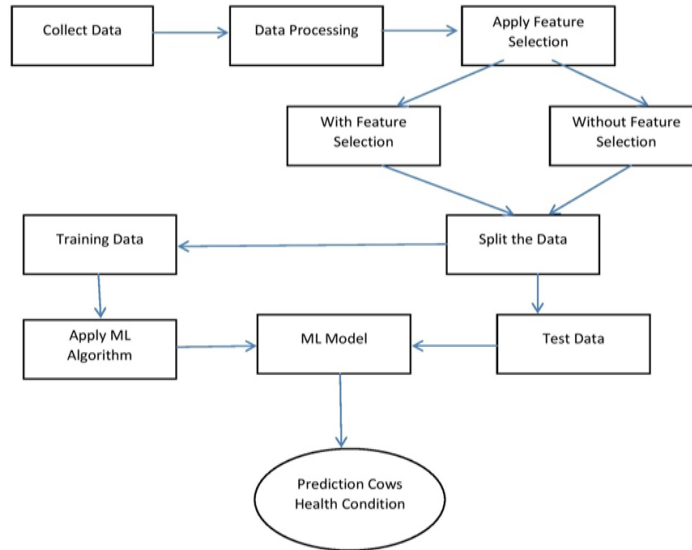 Collect Data
Data Processing
Apply Feature
Selection
With Feature
Selection
Without Feature
Selection
Training Data
Split the Data
Apply ML
Algorithm
ML Model
Test Data
Prediction Cows
Health Condition